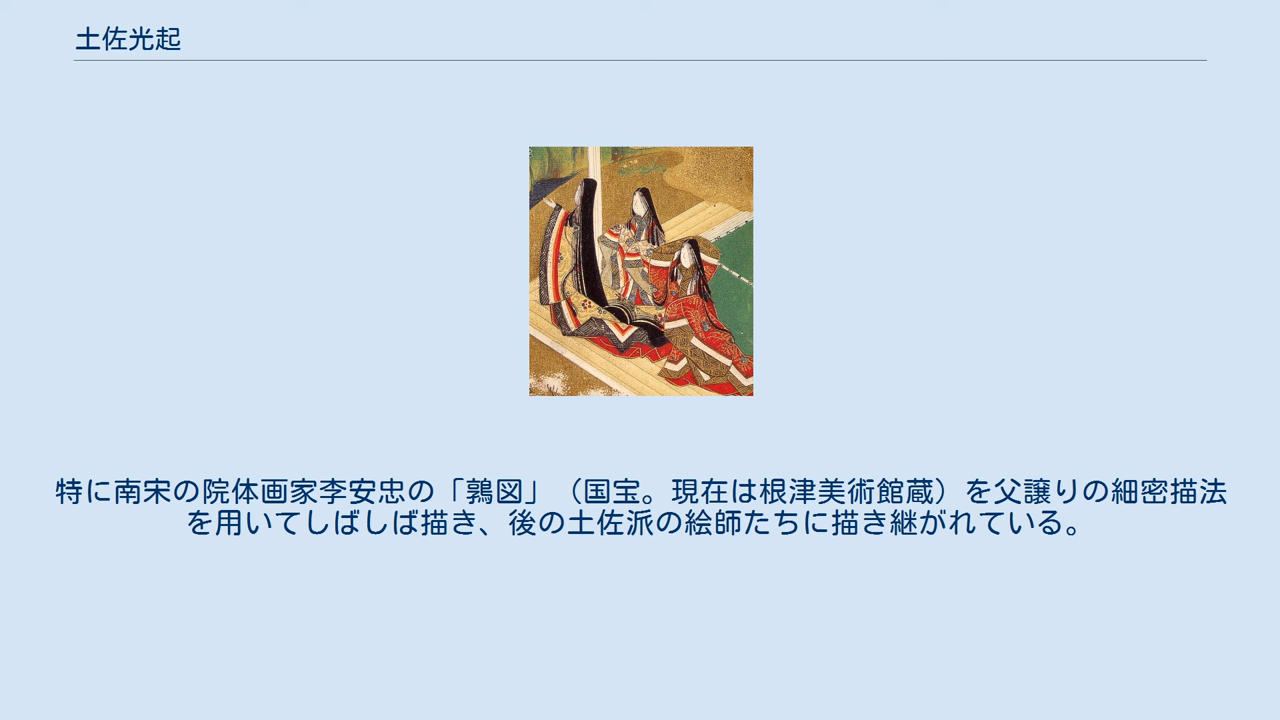 土佐光起
特に南宋の院体画家李安忠の「鶉図」（国宝。現在は根津美術館蔵）を父譲りの細密描法
を用いてしばしば描き、後の土佐派の絵師たちに描き継がれている。